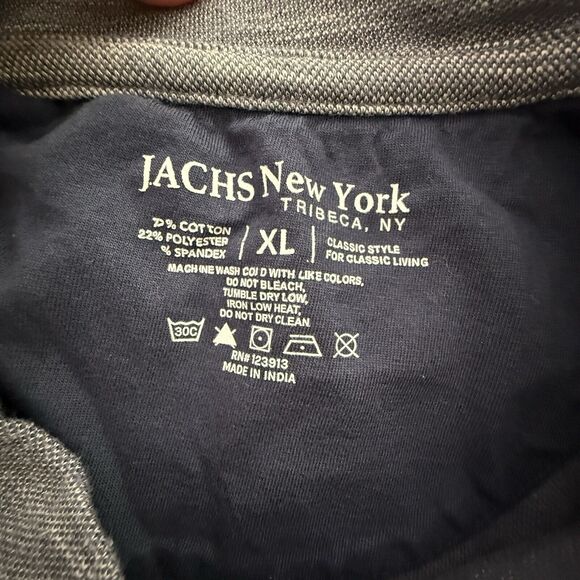 JACHS New York
TRIBECA, NY
% COTTON
22% POLYESTER
% SPANDEX
/ XL |
CLASSIC STYLE
FOR CLASSIC LIVING
MACHINE WASH COLD WITH LIKE COLORS,
DO NOT BLEACH,
TUMBLE DRY LOW,
IRON LOW HEAT,
DO NOT DRY CLEAN
30C
RN# 123913
MADE IN INDIA